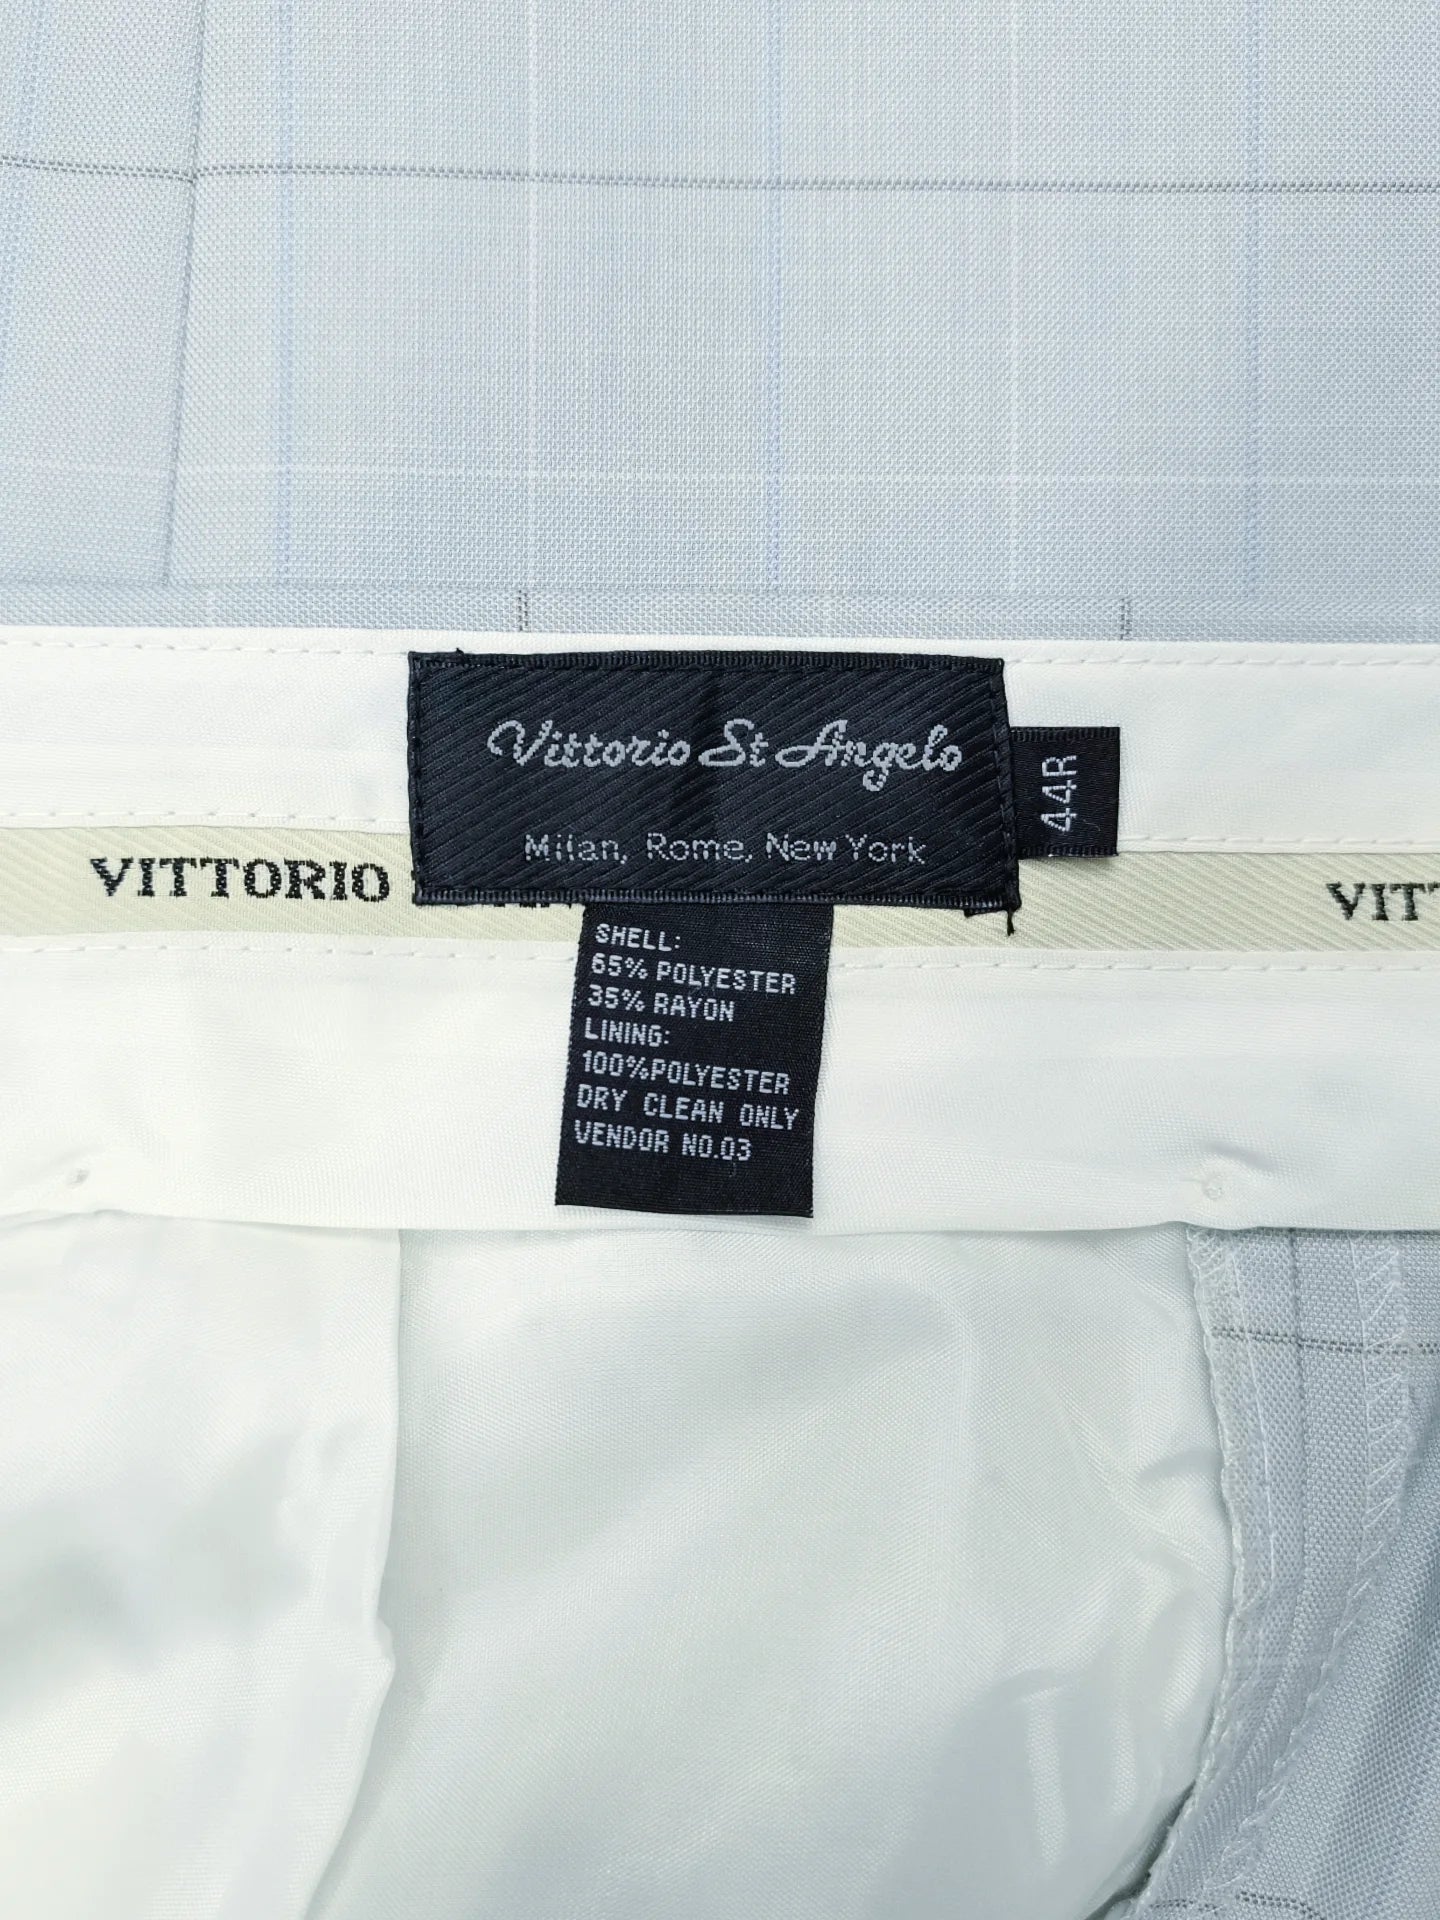 Vittorio St Angelo
Milan, Rome, New York
44R
VITTORIO
VIT
SHELL:
65% POLYESTER
35% RAYON
LINING:
100%POLYESTER
DRY CLEAN ONLY
VENDOR NO.03